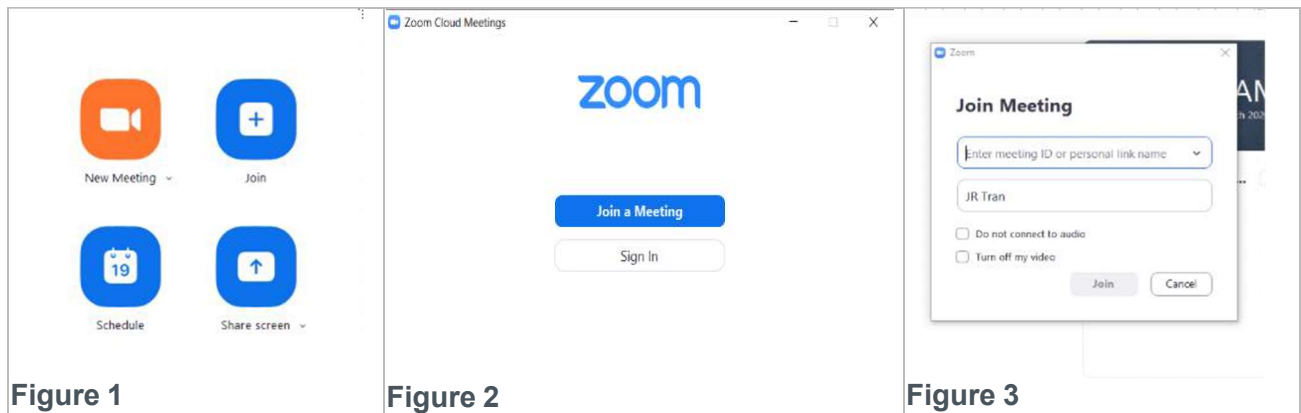 New Meeting
Join
19
Schedule
Share screen
Figure 1
Zoom Cloud Meetings
zoom
Join a Meeting
Sign In
Figure 2
Zoom
Join Meeting
Enter meeting ID or personal link name
JR Tran
Do not connect to audio
Turn off my video
Join
Cancel
Figure 3